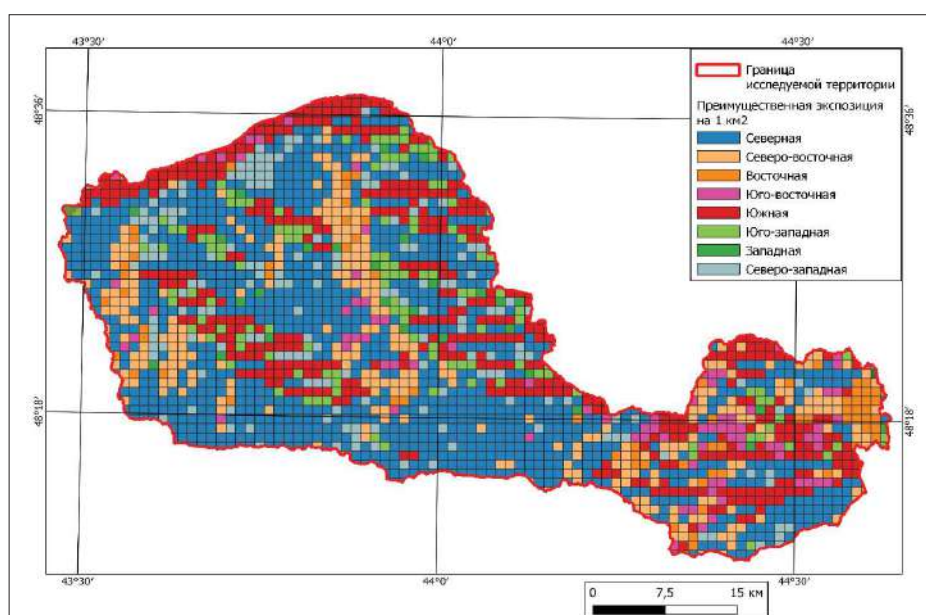 43°30'
44°0'
44°30'
48°36'
48°36'
Граница
исследуемой территории
Преимущественная экспозиция
на 1 км2
Северная
Северо-восточная
Восточная
Юго-восточная
Южная
Юго-западная
Западная
Северо-западная
48°18'
48°18'
43°30'
44°0'
44°30'
0 7,5 15 км